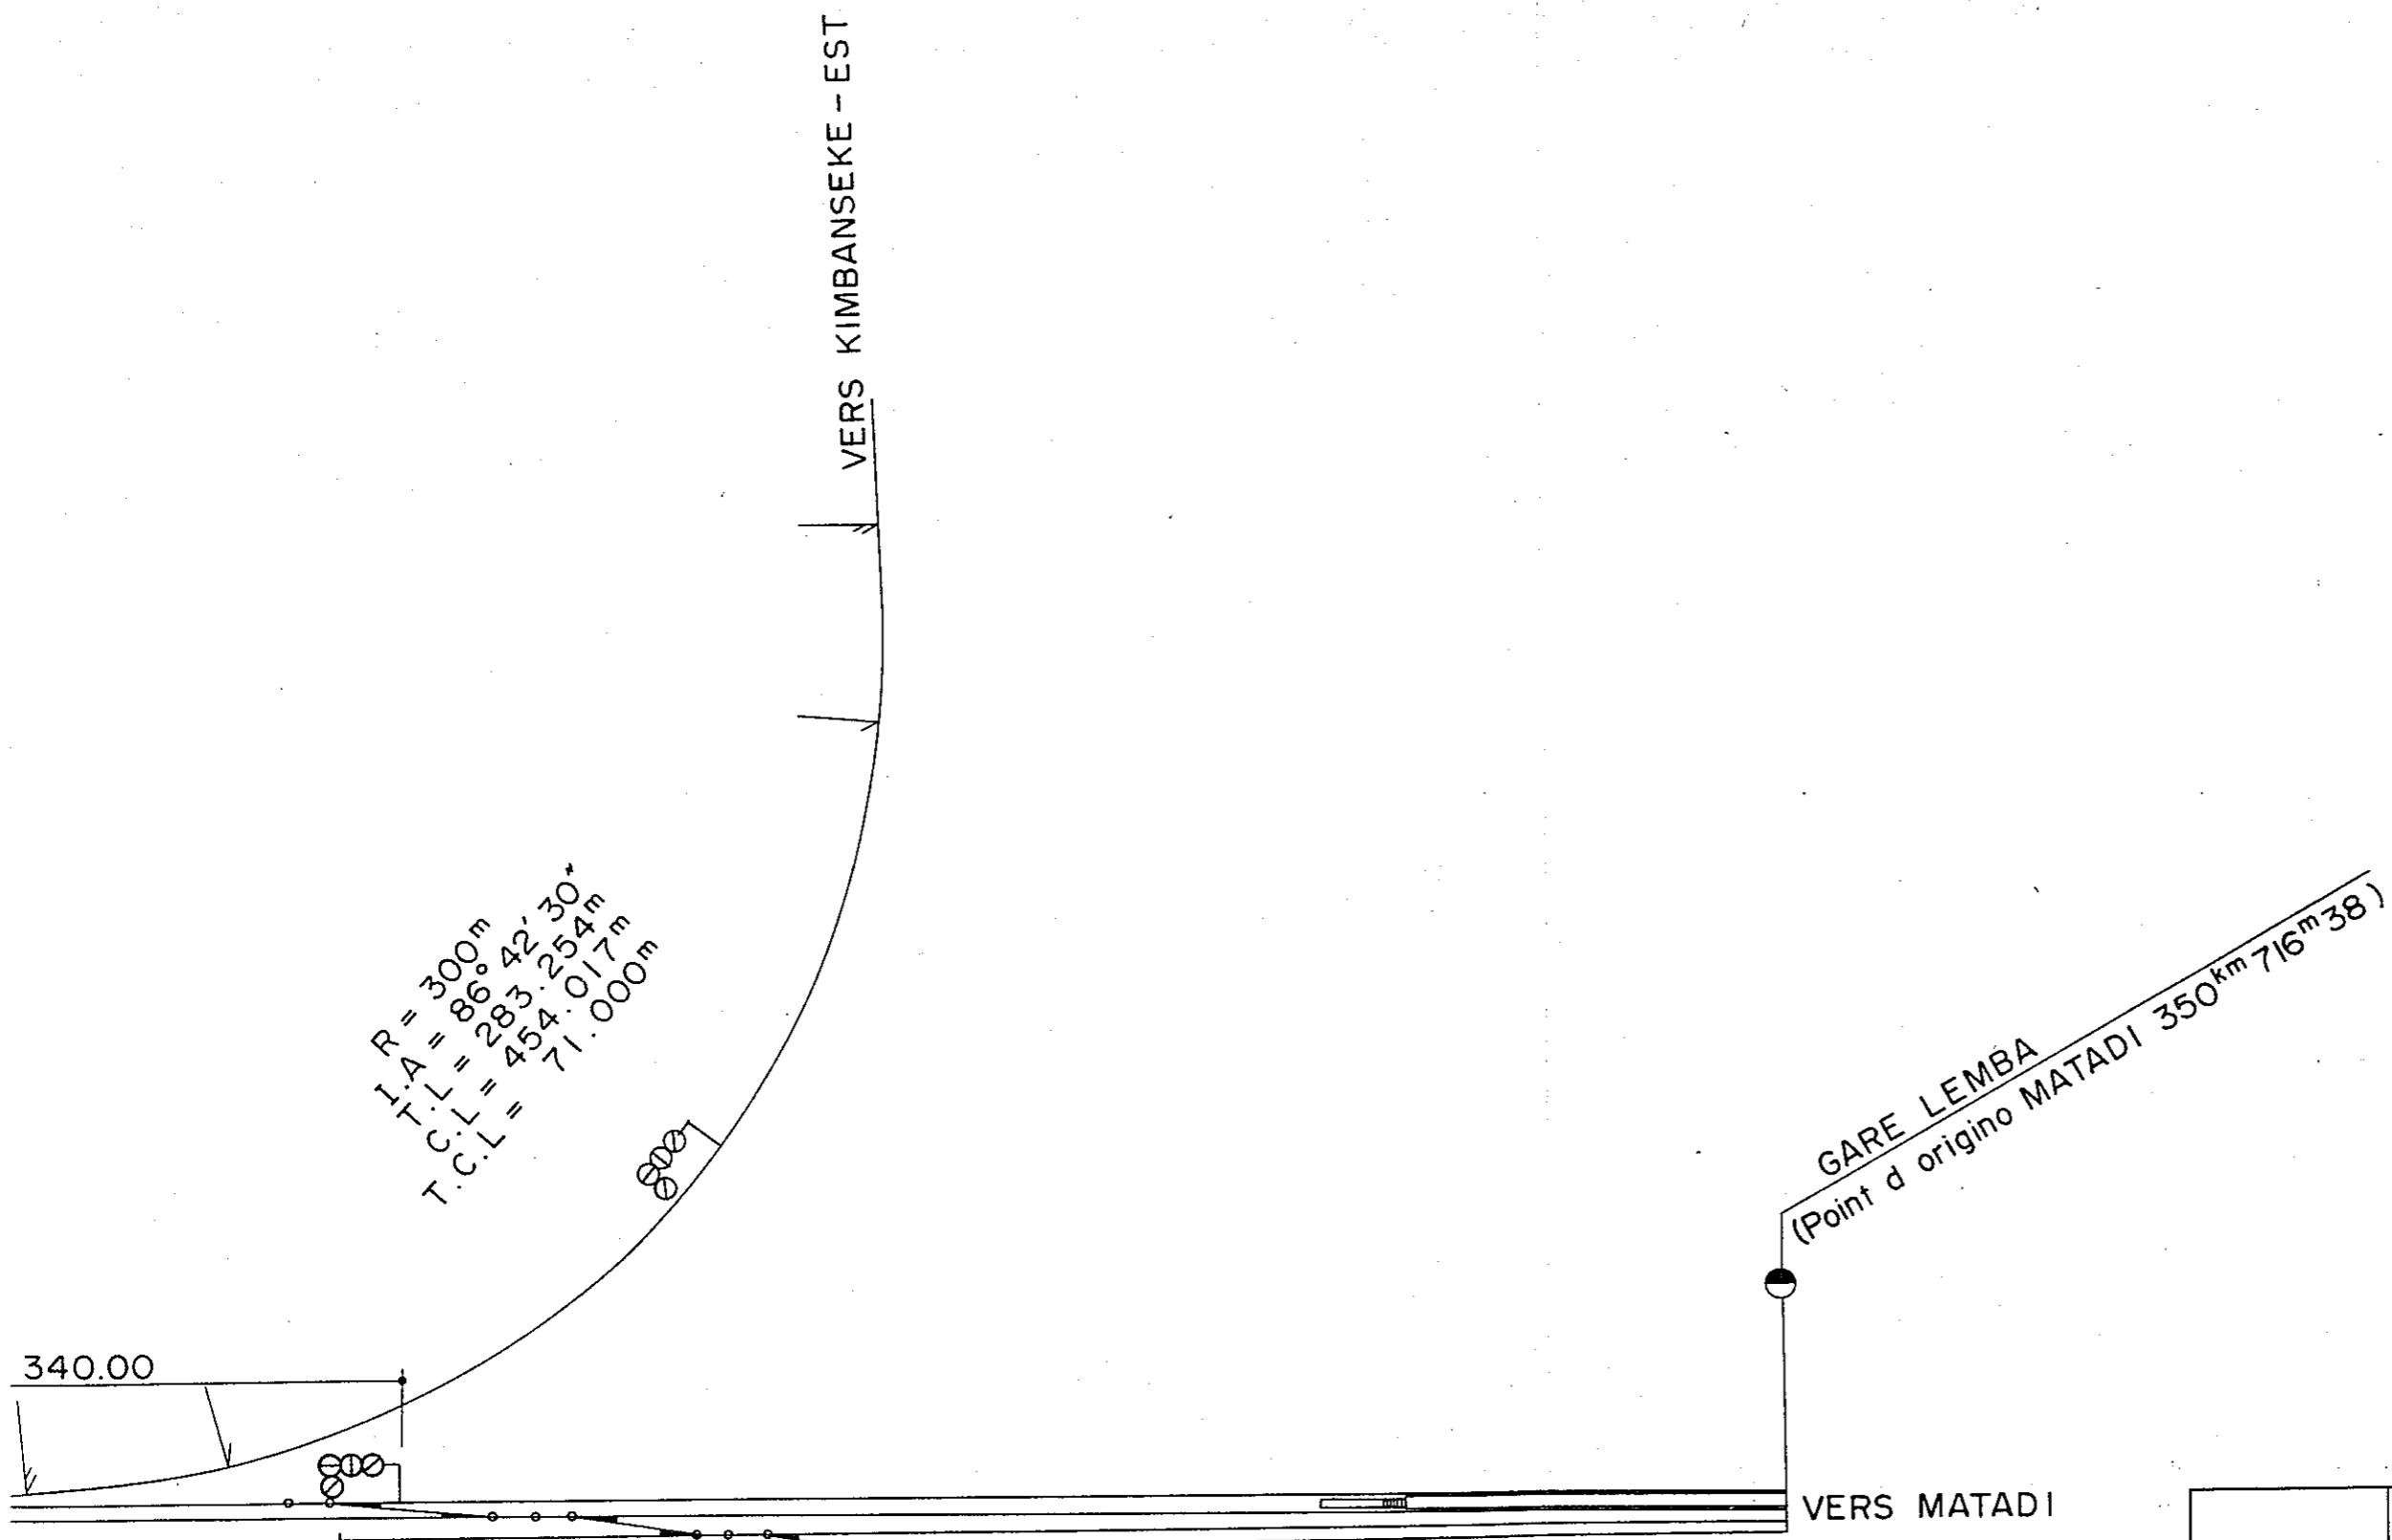 VERS KIMBANSEKE-EST
R = 300m
I.A = 86° 42' 30"
T.L = 283.254m
C.L = 454.017m
T.C.L = 71.000m
GARE LEMBA
(Point d origino MATADI 350km 716m 38)
340.00
VERS MATADI